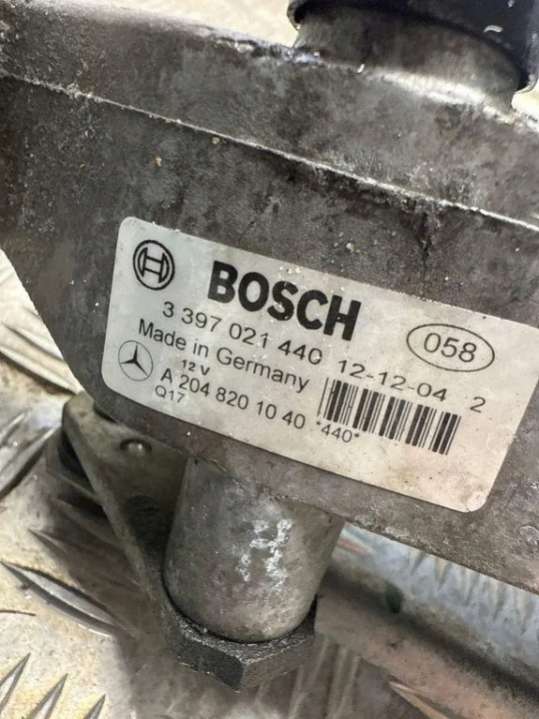 BOSCH
3 397 021 440 12-12-04 2
058
Made in Germany
12 V
A 204 820 10 40 *440*
Q17